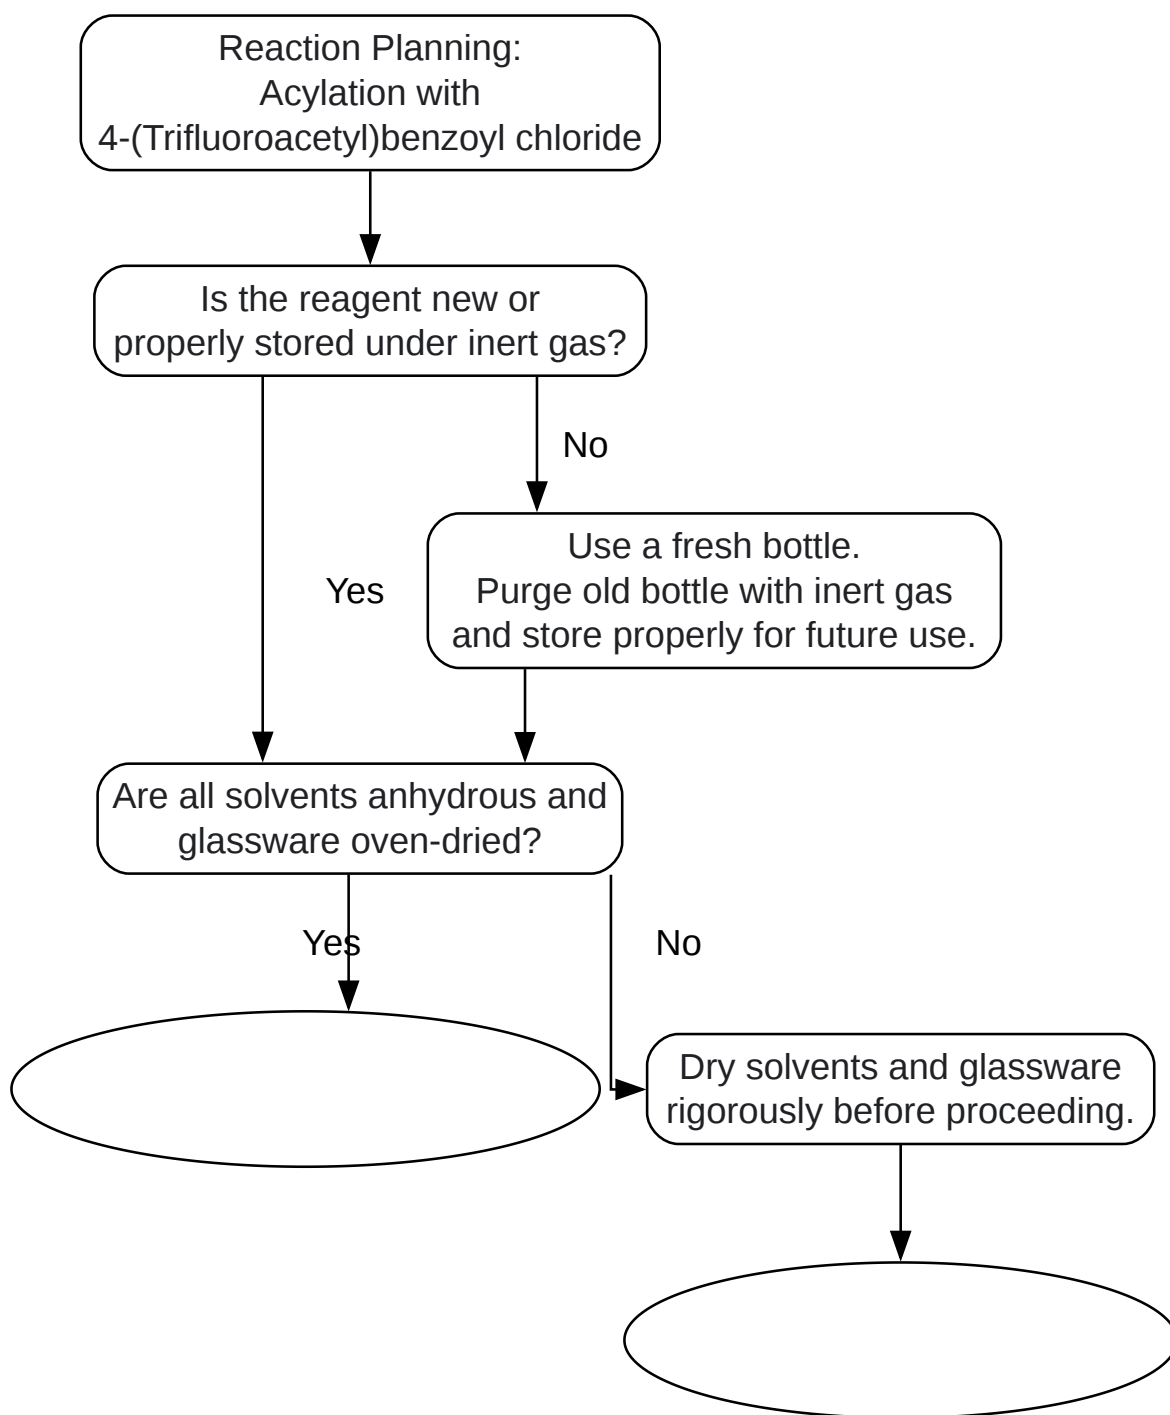 Reaction Planning:
Acylation with
4-(Trifluoroacetyl)benzoyl chloride
Is the reagent new or
properly stored under inert gas?
No
Use a fresh bottle.
Purge old bottle with inert gas
and store properly for future use.
Yes
Are all solvents anhydrous and
glassware oven-dried?
Yes
No
Dry solvents and glassware
rigorously before proceeding.